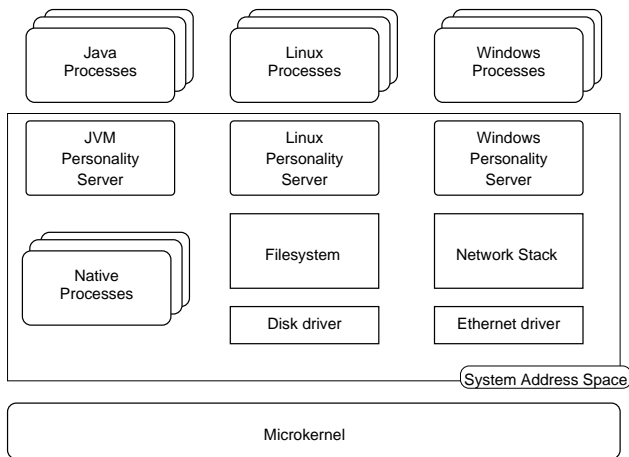 Java
Processes
Linux
Processes
Windows
Processes
JVM
Personality
Server
Linux
Personality
Server
Windows
Personality
Server
Native
Processes
Filesystem
Network Stack
Disk driver
Ethernet driver
System Address Space
Microkernel